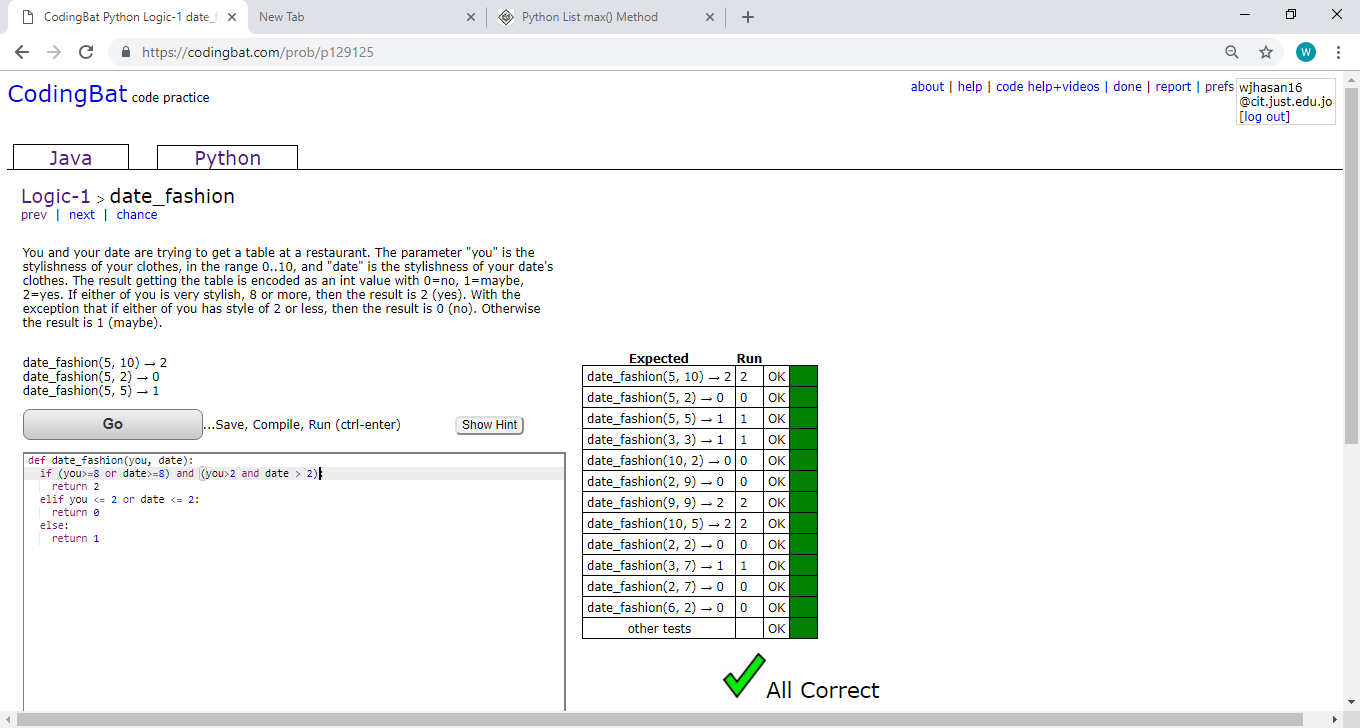 CodingBat Python Logic-1 date_f
New Tab
Python List max() Method
https://codingbat.com/prob/p129125
W
CodingBat code practice
about | help | code help+videos | done | report | prefs
wjhasan16
@cit.just.edu.jo
[log out]
Java
Python
Logic-1 > date_fashion
prev | next | chance
You and your date are trying to get a table at a restaurant. The parameter "you" is the
stylishness of your clothes, in the range 0..10, and "date" is the stylishness of your date's
clothes. The result getting the table is encoded as an int value with 0=no, 1=maybe,
2=yes. If either of you is very stylish, 8 or more, then the result is 2 (yes). With the
exception that if either of you has style of 2 or less, then the result is 0 (no). Otherwise
the result is 1 (maybe).
date_fashion(5, 10) → 2
date_fashion(5, 2) → 0
date_fashion(5, 5) → 1
Go
...Save, Compile, Run (ctrl-enter)
Show Hint
def date_fashion(you, date):
if (you>=8 or date>=8) and (you>2 and date > 2):
return 2
elif you <= 2 or date <= 2:
return 0
else:
return 1
Expected Run
date_fashion(5, 10) → 2 2 OK
date_fashion(5, 2) → 0 0 OK
date_fashion(5, 5) → 1 1 OK
date_fashion(3, 3) → 1 1 OK
date_fashion(10, 2) → 0 0 OK
date_fashion(2, 9) → 0 0 OK
date_fashion(9, 9) → 2 2 OK
date_fashion(10, 5) → 2 2 OK
date_fashion(2, 2) → 0 0 OK
date_fashion(3, 7) → 1 1 OK
date_fashion(2, 7) → 0 0 OK
date_fashion(6, 2) → 0 0 OK
other tests OK
All Correct